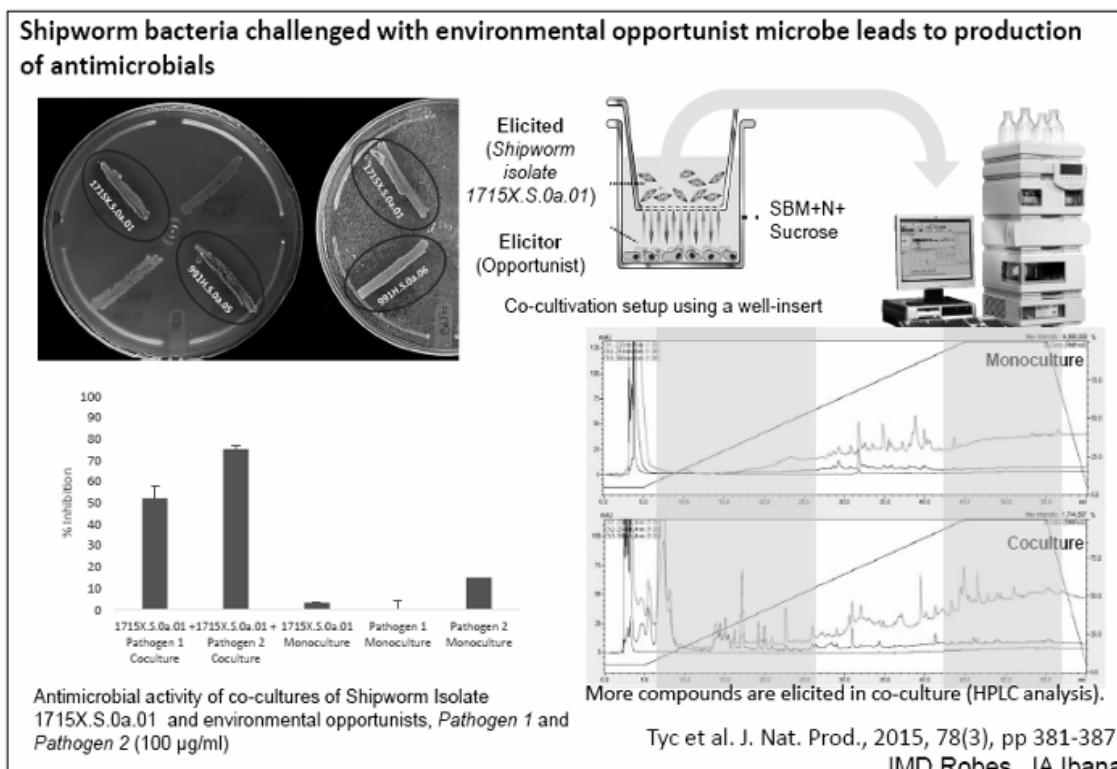 Shipworm bacteria challenged with environmental opportunist microbe leads to production
of antimicrobials
1715X.S.0a.01
991H.S.0a.05
1715X.S.0a.01
991H.S.0a.06
Elicited
(Shipworm
isolate
1715X.S.0a.01)
Elicitor
(Opportunist)
SBM+N+
Sucrose
Co-cultivation setup using a well-insert
Monoculture
Coculture
% Inhibition
100
90
80
70
60
50
40
30
20
10
0
1715X.S.0a.01 +1715X.S.0a.01 + 1715X.S.0a.01 Pathogen 1 Pathogen 2
Pathogen 1 Pathogen 2 Monoculture Monoculture Monoculture
Coculture Coculture
Antimicrobial activity of co-cultures of Shipworm Isolate
1715X.S.0a.01 and environmental opportunists, Pathogen 1 and
Pathogen 2 (100 µg/ml)
More compounds are elicited in co-culture (HPLC analysis).
Tyc et al. J. Nat. Prod., 2015, 78(3), pp 381-387
IMD Robes, JA Ibana